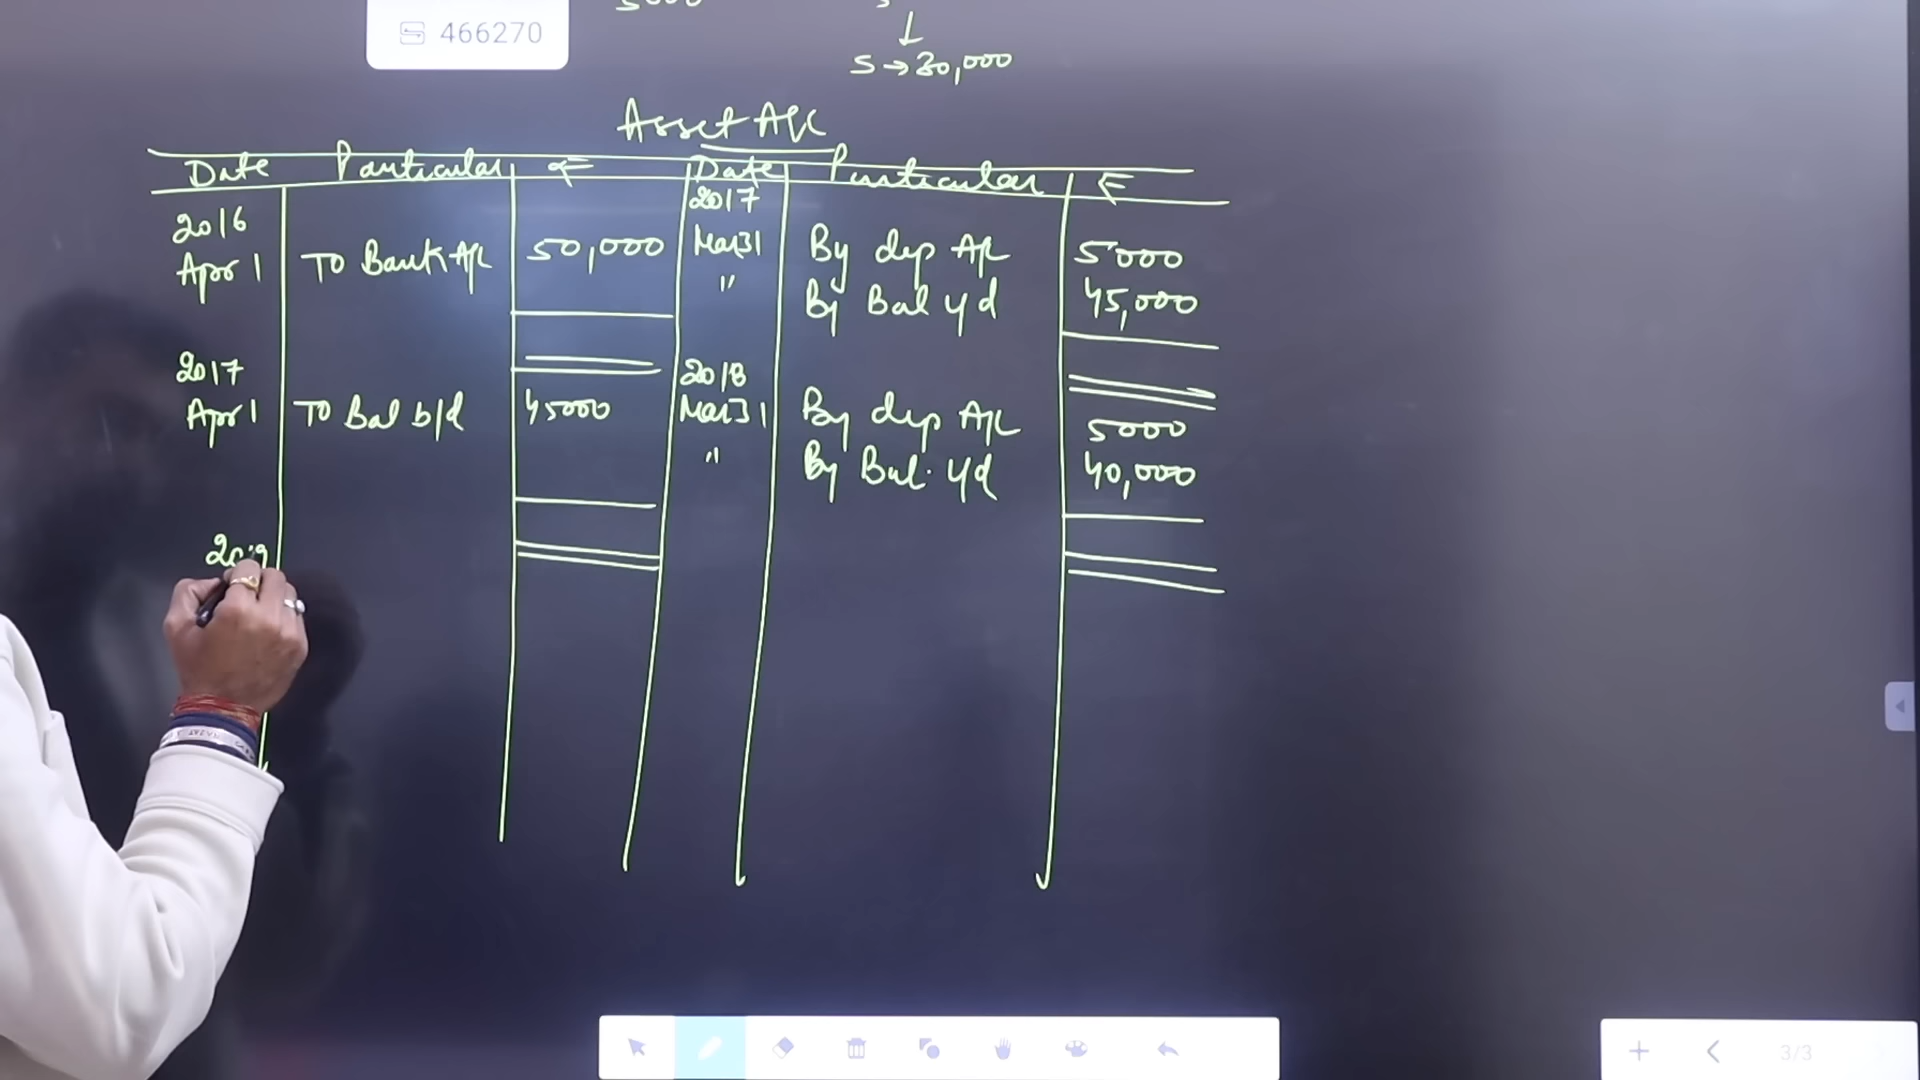 466270
5000
S → 30,000
Asset A/c
Date Particular ₹ Date Particular ₹
2016 2017
Apr 1 To Bank A/c 50,000 Mar 31 By dep A/c 5000
" By Bal c/d 45,000
2017 2018
Apr 1 To Bal b/d 45000 Mar 31 By dep A/c 5000
" By Bal. c/d 40,000
3/3